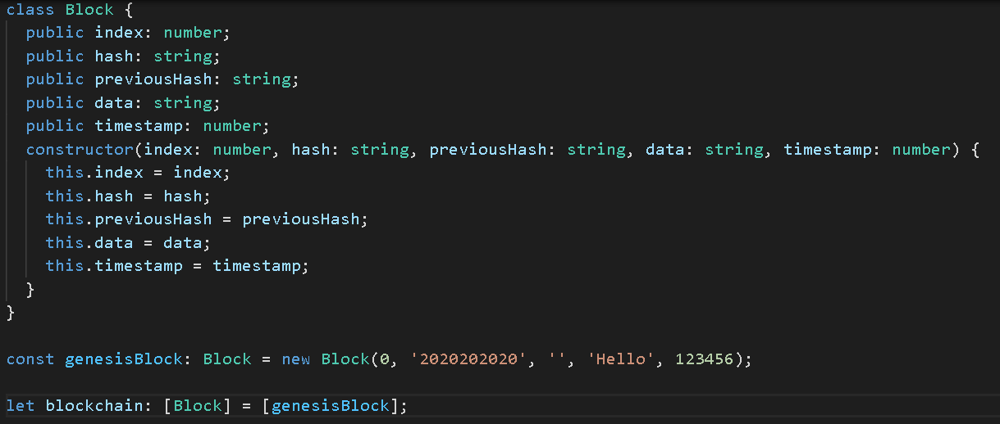 class Block {
  public index: number;
  public hash: string;
  public previousHash: string;
  public data: string;
  public timestamp: number;
  constructor(index: number, hash: string, previousHash: string, data: string, timestamp: number) {
    this.index = index;
    this.hash = hash;
    this.previousHash = previousHash;
    this.data = data;
    this.timestamp = timestamp;
  }
}

const genesisBlock: Block = new Block(0, '2020202020', '', 'Hello', 123456);

let blockchain: [Block] = [genesisBlock];